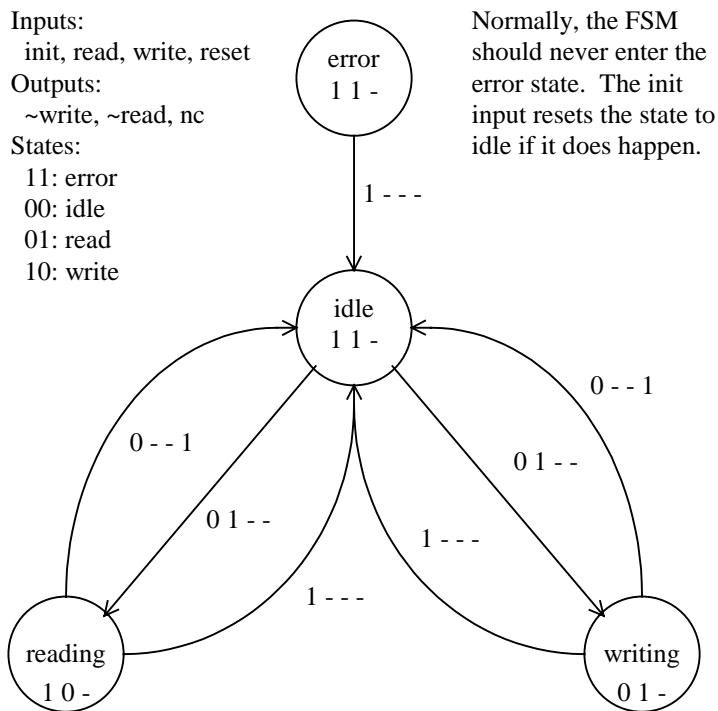 Inputs:
init, read, write, reset
Outputs:
~write, ~read, nc
States:
11: error
00: idle
01: read
10: write
error
1 1 -
Normally, the FSM
should never enter the
error state.  The init
input resets the state to
idle if it does happen.
1 - - -
idle
1 1 -
0 - - 1
0 - - 1
0 1 - -
0 1 - -
1 - - -
1 - - -
reading
1 0 -
writing
0 1 -